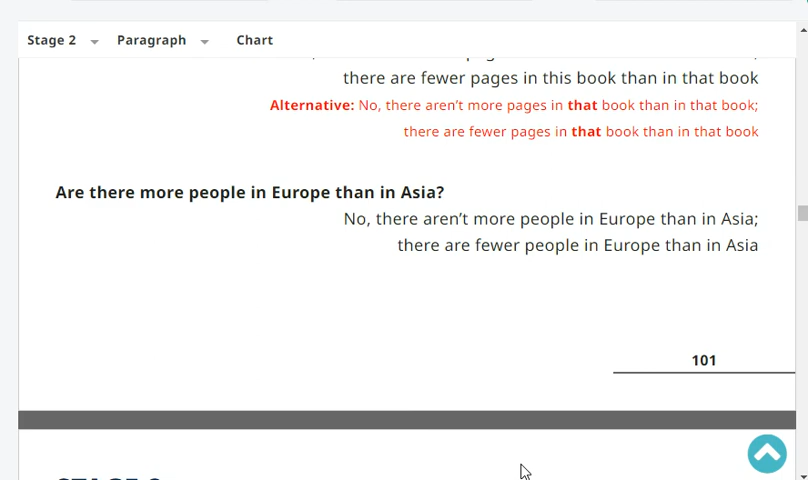 Stage 2 Paragraph Chart
there are fewer pages in this book than in that book
Alternative: No, there aren't more pages in that book than in that book;
there are fewer pages in that book than in that book
Are there more people in Europe than in Asia?
No, there aren't more people in Europe than in Asia;
there are fewer people in Europe than in Asia
101